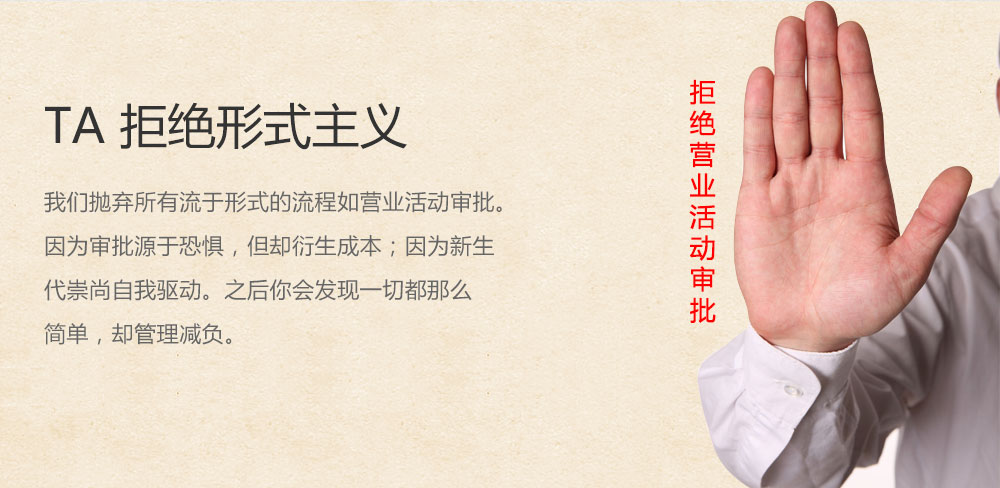 TA 拒绝形式主义
我们抛弃所有流于形式的流程如营业活动审批。
因为审批源于恐惧，但却衍生成本；因为新生
代崇尚自我驱动。之后你会发现一切都那么
简单，却管理减负。
拒绝营业活动审批